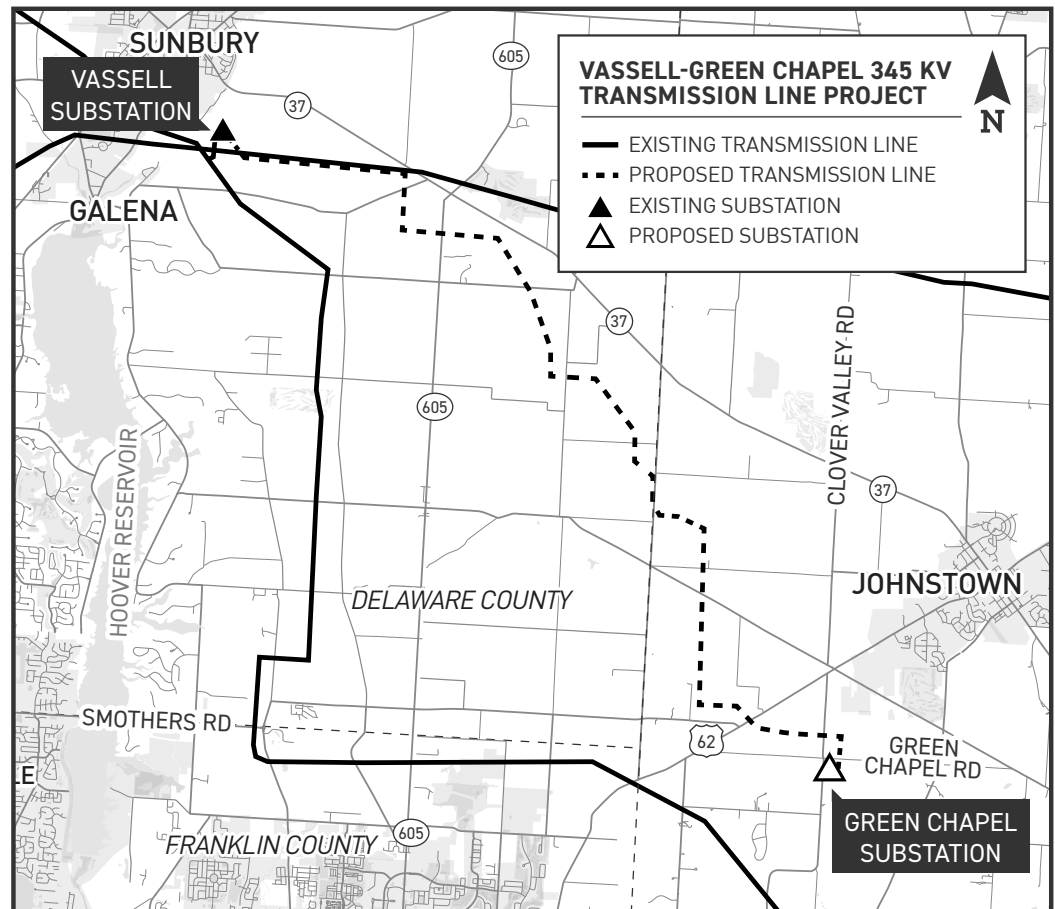 SUNBURY
VASSELL
SUBSTATION
605
37
VASSELL-GREEN CHAPEL 345 KV
TRANSMISSION LINE PROJECT
N
EXISTING TRANSMISSION LINE
PROPOSED TRANSMISSION LINE
EXISTING SUBSTATION
PROPOSED SUBSTATION
GALENA
37
CLOVER VALLEY RD
605
HOOVER RESERVOIR
37
JOHNSTOWN
DELAWARE COUNTY
SMOTHERS RD
62
GREEN
CHAPEL RD
LE
GREEN CHAPEL
SUBSTATION
605
FRANKLIN COUNTY